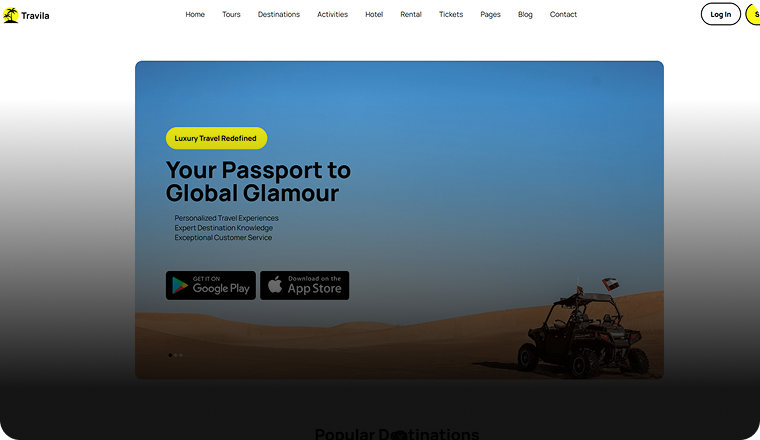 Travila
Home Tours Destinations Activities Hotel Rental Tickets Pages Blog Contact
Log In
Luxury Travel Redefined
Your Passport to
Global Glamour
Personalized Travel Experiences
Expert Destination Knowledge
Exceptional Customer Service
GET IT ON
Google Play
Download on the
App Store
Popular Destinations